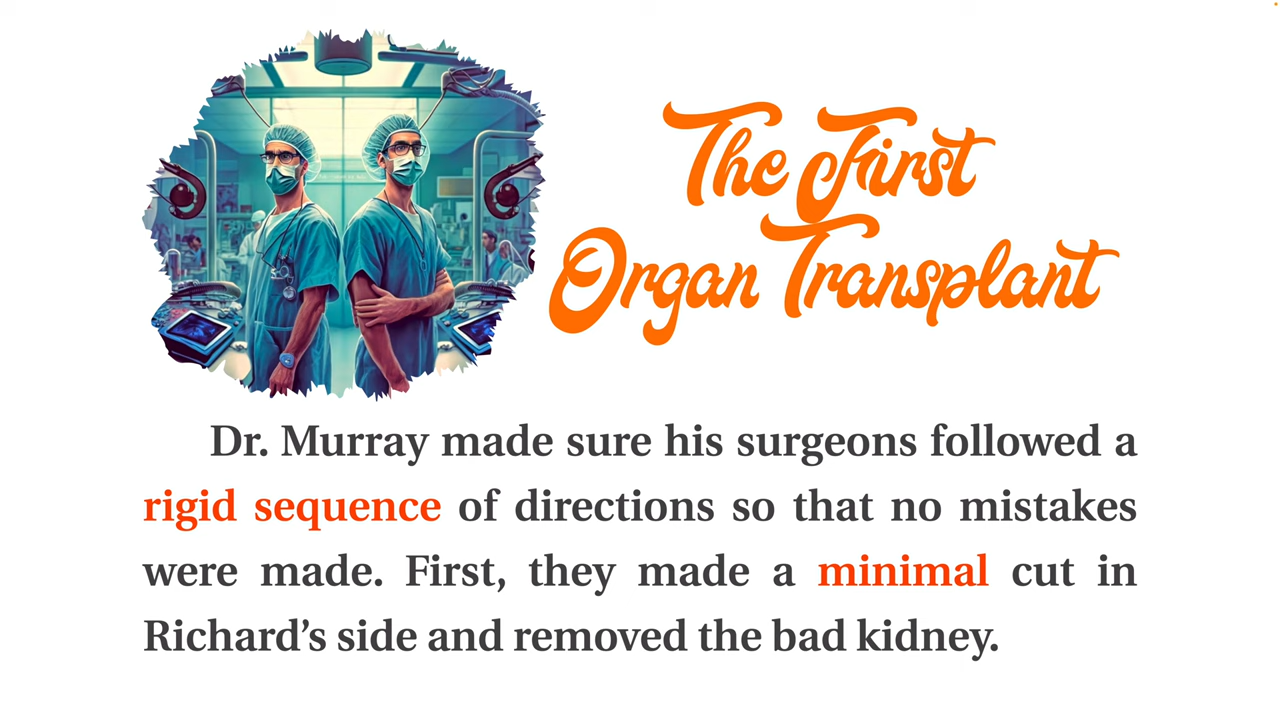 The First
Organ Transplant
Dr. Murray made sure his surgeons followed a
rigid sequence of directions so that no mistakes
were made. First, they made a minimal cut in
Richard’s side and removed the bad kidney.